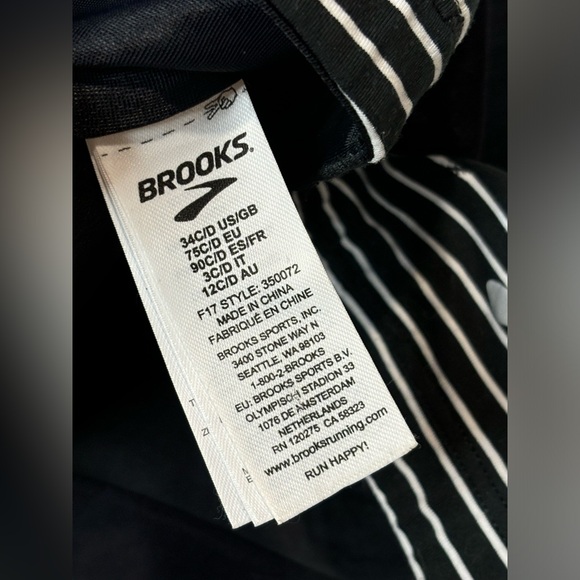 BROOKS
34C/D US/GB
75C/D EU
90C/D ES/FR
3C/D IT
12C/D AU
F17 STYLE: 350072
MADE IN CHINA
FABRIQUÉ EN CHINE
BROOKS SPORTS, INC.
3400 STONE WAY N
SEATTLE, WA 98103
1-800-2-BROOKS
EU: BROOKS SPORTS B.V.
OLYMPISCH STADION 33
1076 DE AMSTERDAM
NETHERLANDS
RN 120275 CA 58323
www.brooksrunning.com
RUN HAPPY!